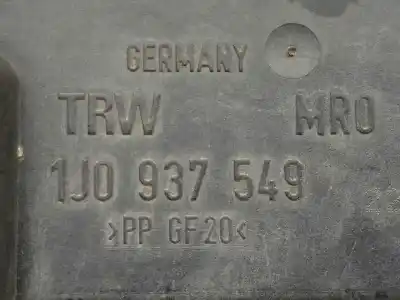 GERMANY
TRW MRO
1J0 937 549
>PP GF20<